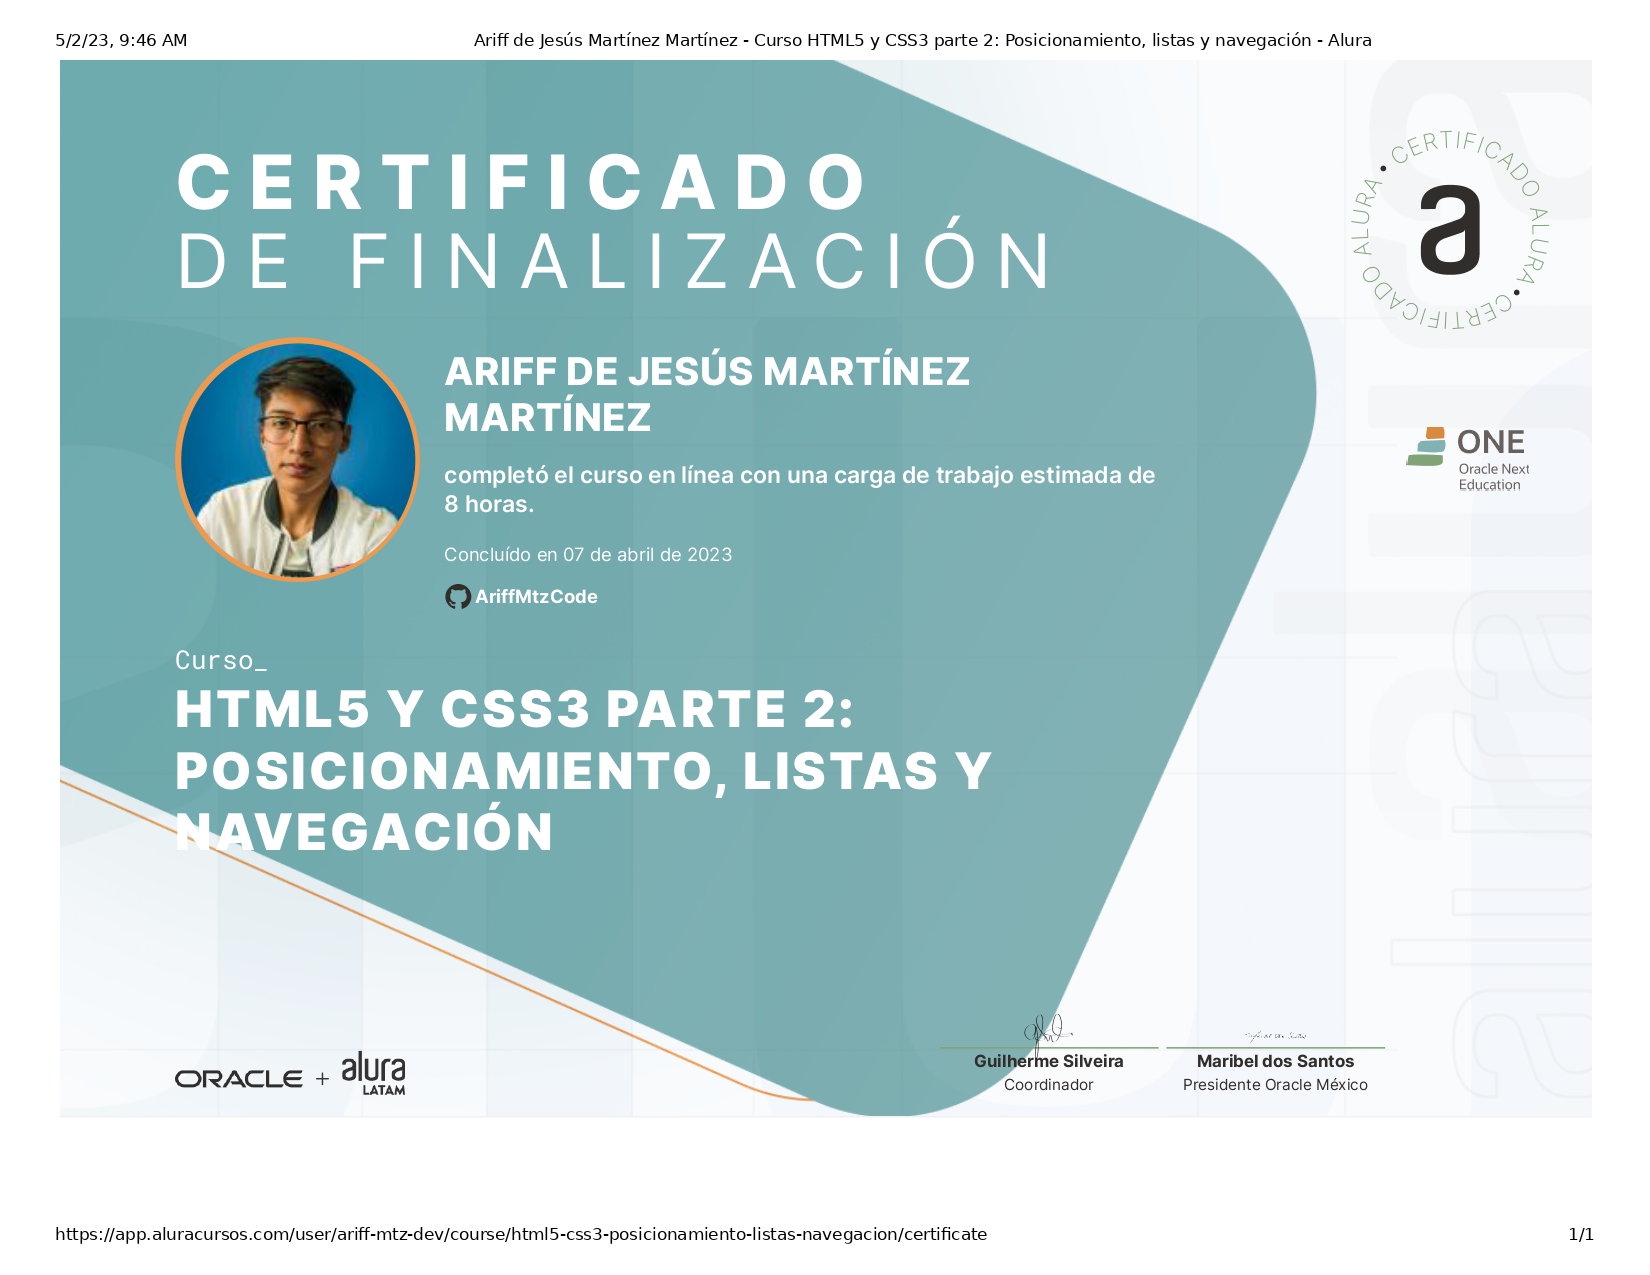 5/2/23, 9:46 AM
Ariff de Jesús Martínez Martínez - Curso HTML5 y CSS3 parte 2: Posicionamiento, listas y navegación - Alura
CERTIFICADO
DE FINALIZACIÓN
CERTIFICADO ALURA • CERTIFICADO ALURA •
a
ARIFF DE JESÚS MARTÍNEZ
MARTÍNEZ
completó el curso en línea con una carga de trabajo estimada de
8 horas.
Concluído en 07 de abril de 2023
AriffMtzCode
ONE
Oracle Next
Education
Curso_
HTML5 Y CSS3 PARTE 2:
POSICIONAMIENTO, LISTAS Y
NAVEGACIÓN
alura
alura
ORACLE + alura
LATAM
Guilherme Silveira
Coordinador
Maribel dos Santos
Presidente Oracle México
https://app.aluracursos.com/user/ariff-mtz-dev/course/html5-css3-posicionamiento-listas-navegacion/certificate
1/1